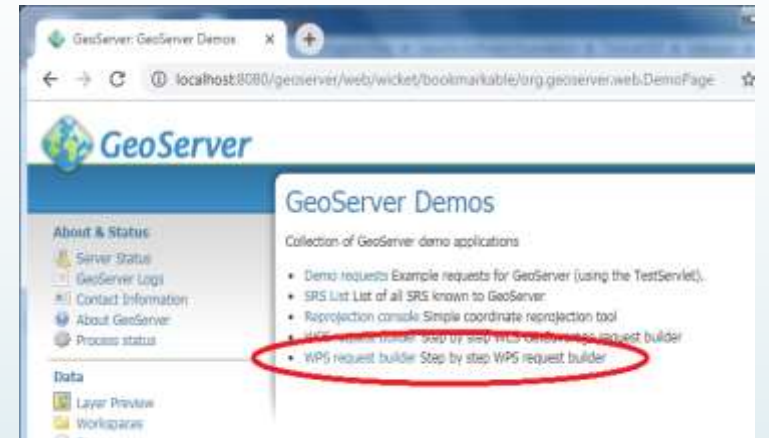 GeoServer: GeoServer Demos
localhost:8080/geoserver/web/wicket/bookmarkable/org.geoserver.web.DemoPage
GeoServer
GeoServer Demos
Collection of GeoServer demo applications
Demo requests Example requests for GeoServer (using the TestServlet).
SRS List List of all SRS known to GeoServer
Reprojection console Simple coordinate reprojection tool
WCS request builder Step by step WCS GetCoverage request builder
WPS request builder Step by step WPS request builder
About & Status
Server Status
GeoServer Logs
Contact Information
About GeoServer
Process status
Data
Layer Preview
Workspaces